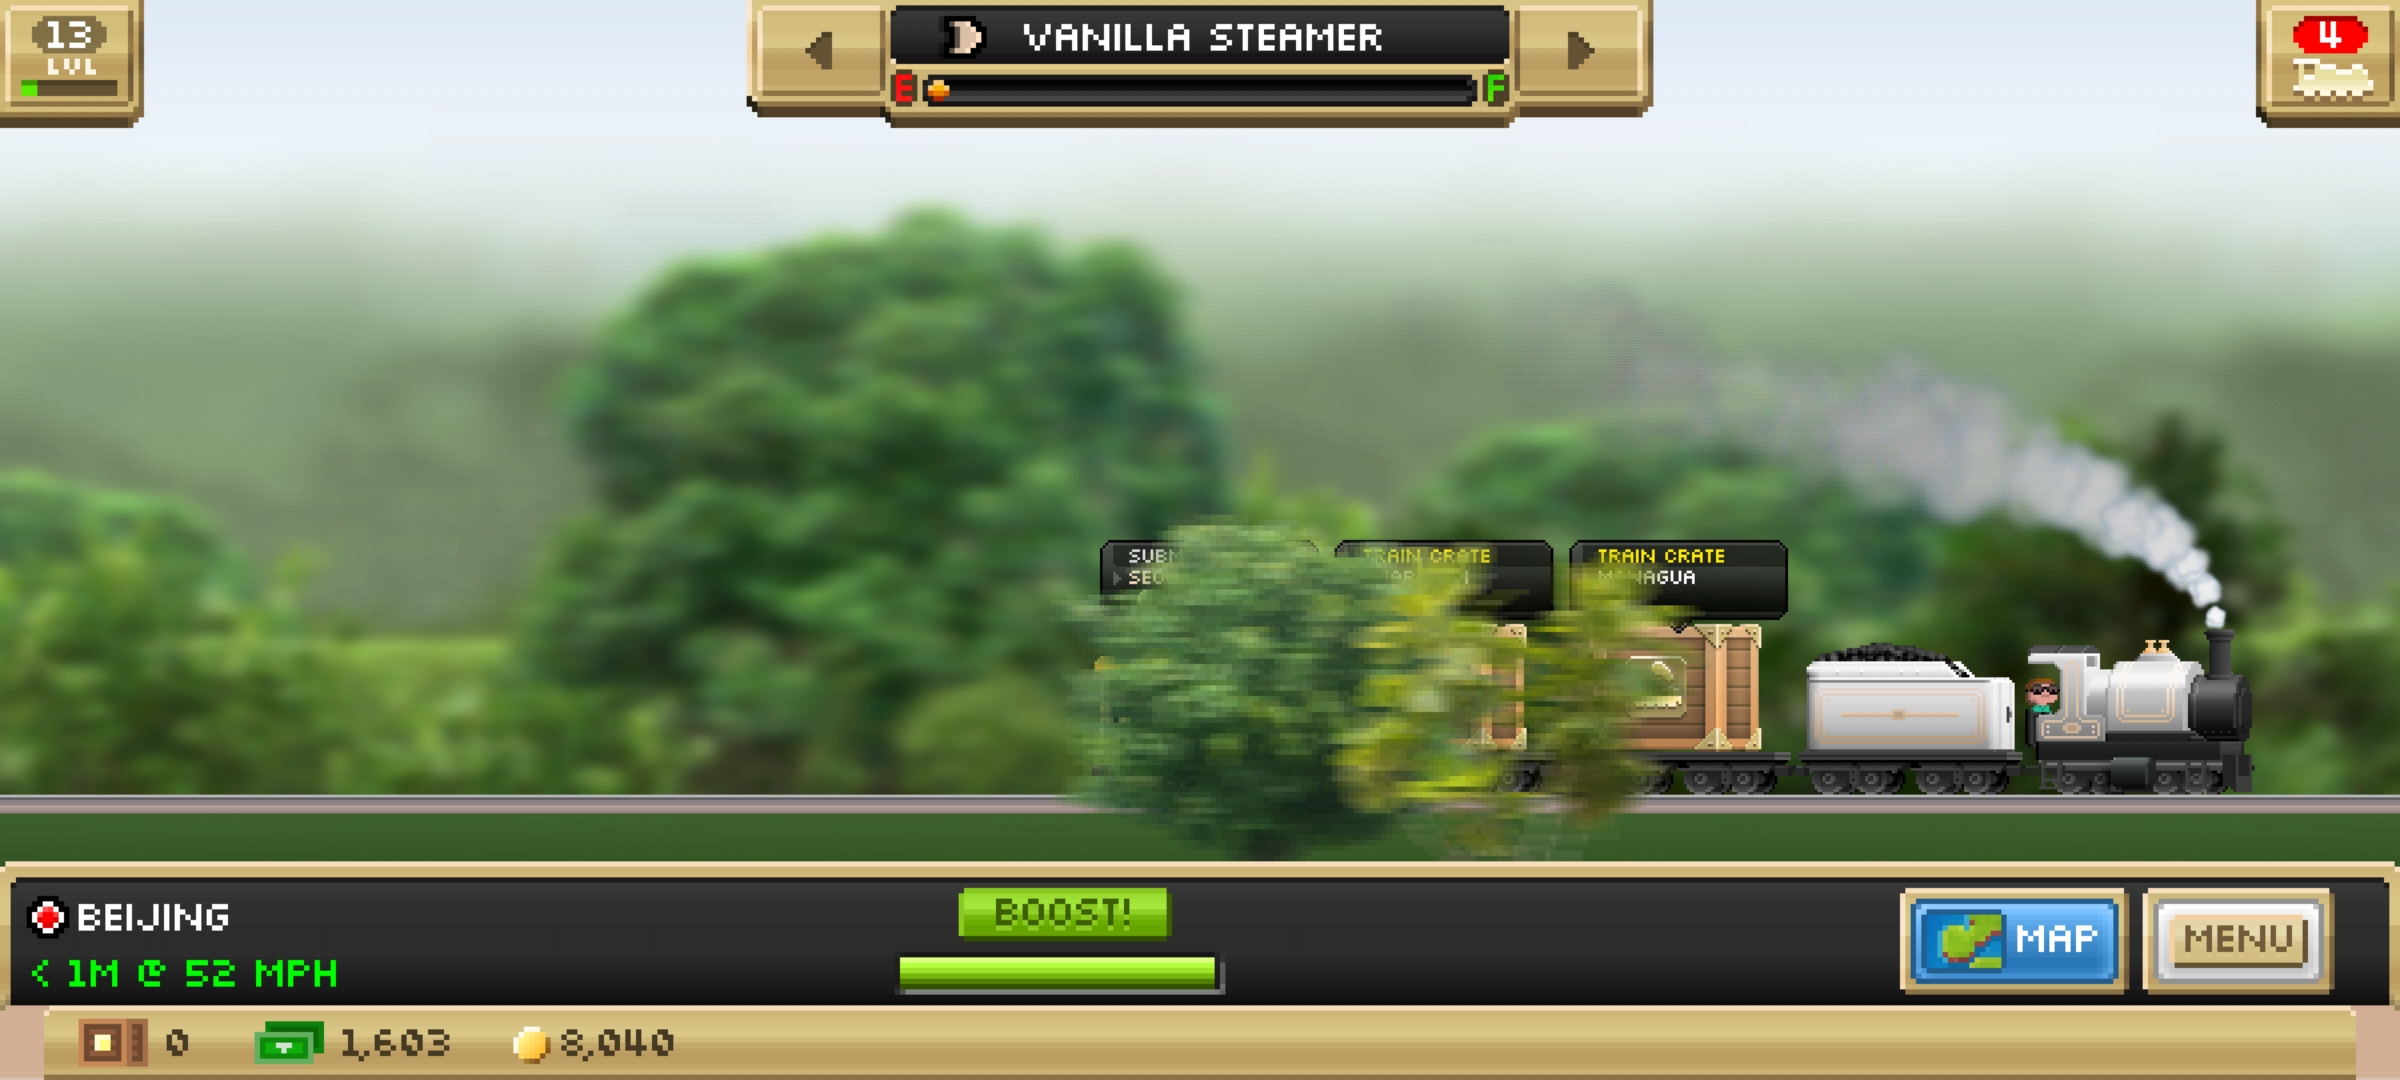 13
LVL
VANILLA STEAMER
E
F
4
TRAIN CRATE
TRAIN CRATE
MANAGUA
BEIJING
< 1M @ 52 MPH
BOOST!
MAP
MENU
0
1,603
8,040